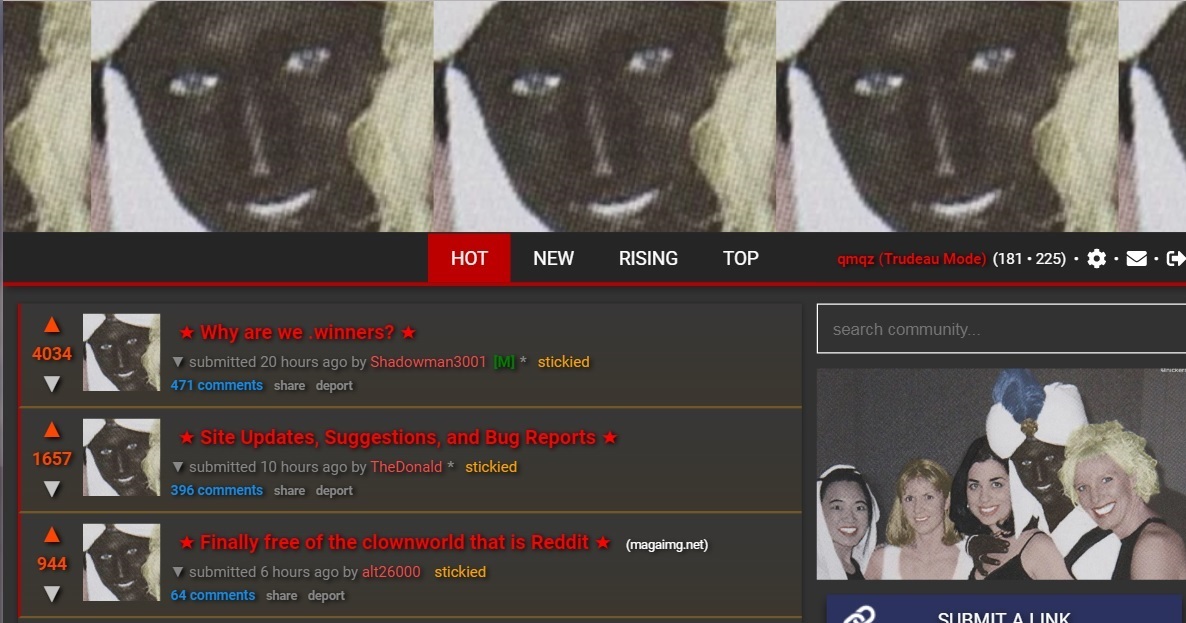 HOT NEW RISING TOP qmqz (Trudeau Mode) (181 • 225) • • •
search community...
4034
★ Why are we .winners? ★
▼ submitted 20 hours ago by Shadowman3001 [M] * stickied
471 comments share deport
1657
★ Site Updates, Suggestions, and Bug Reports ★
▼ submitted 10 hours ago by TheDonald * stickied
396 comments share deport
944
★ Finally free of the clownworld that is Reddit ★ (magaimg.net)
▼ submitted 6 hours ago by alt26000 stickied
64 comments share deport
SUBMIT A LINK